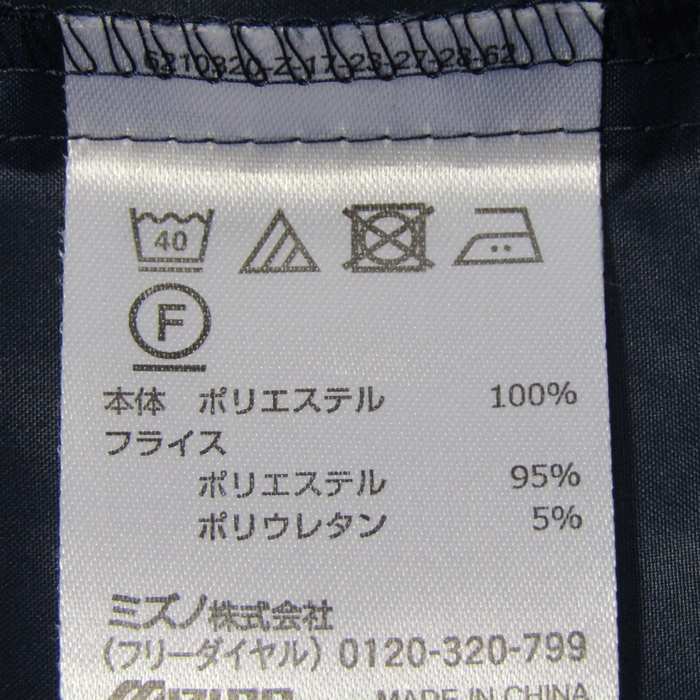 40
F
本体 ポリエステル 100%
フライス
ポリエステル 95%
ポリウレタン 5%
ミズノ株式会社
(フリーダイヤル) 0120-320-799
MIZUNO MADE IN CHINA